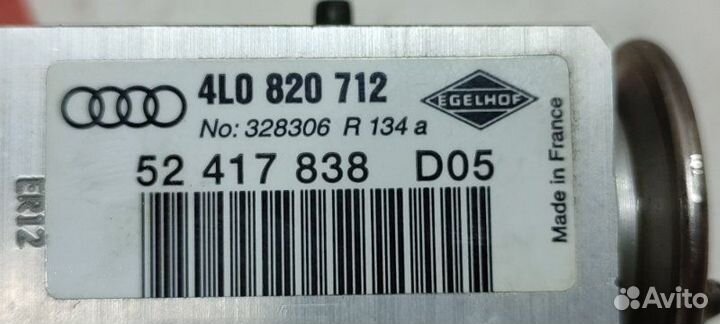 4L0 820 712
EGELHOF
No: 328306 R 134 a
52 417 838 D05
Made in France
ER12
Avito